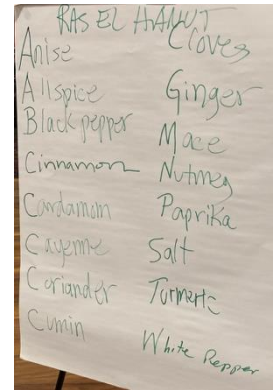 RAS EL HANUT
Anise
Allspice
Black pepper
Cinnamon
Cardamom
Cayenne
Coriander
Cumin
Cloves
Ginger
Mace
Nutmeg
Paprika
Salt
Turmeric
White Pepper